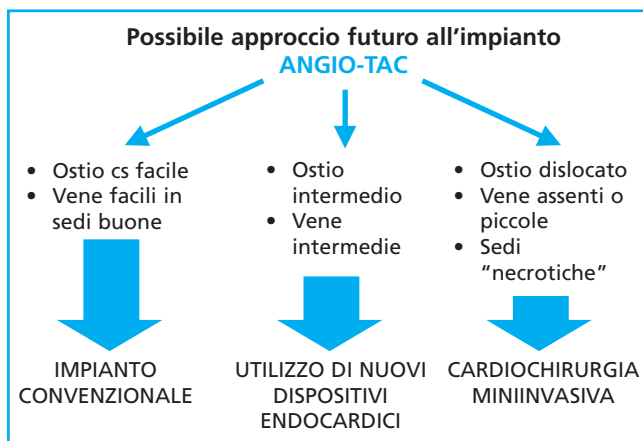 Possibile approccio futuro all'impianto
ANGIO-TAC
• Ostio cs facile
• Vene facili in
sedi buone
• Ostio
intermedio
• Vene
intermedie
• Ostio dislocato
• Vene assenti o
piccole
• Sedi
“necrotiche”
IMPIANTO
CONVENZIONALE
UTILIZZO DI NUOVI
DISPOSITIVI
ENDOCARDICI
CARDIOCHIRURGIA
MINIINVASIVA